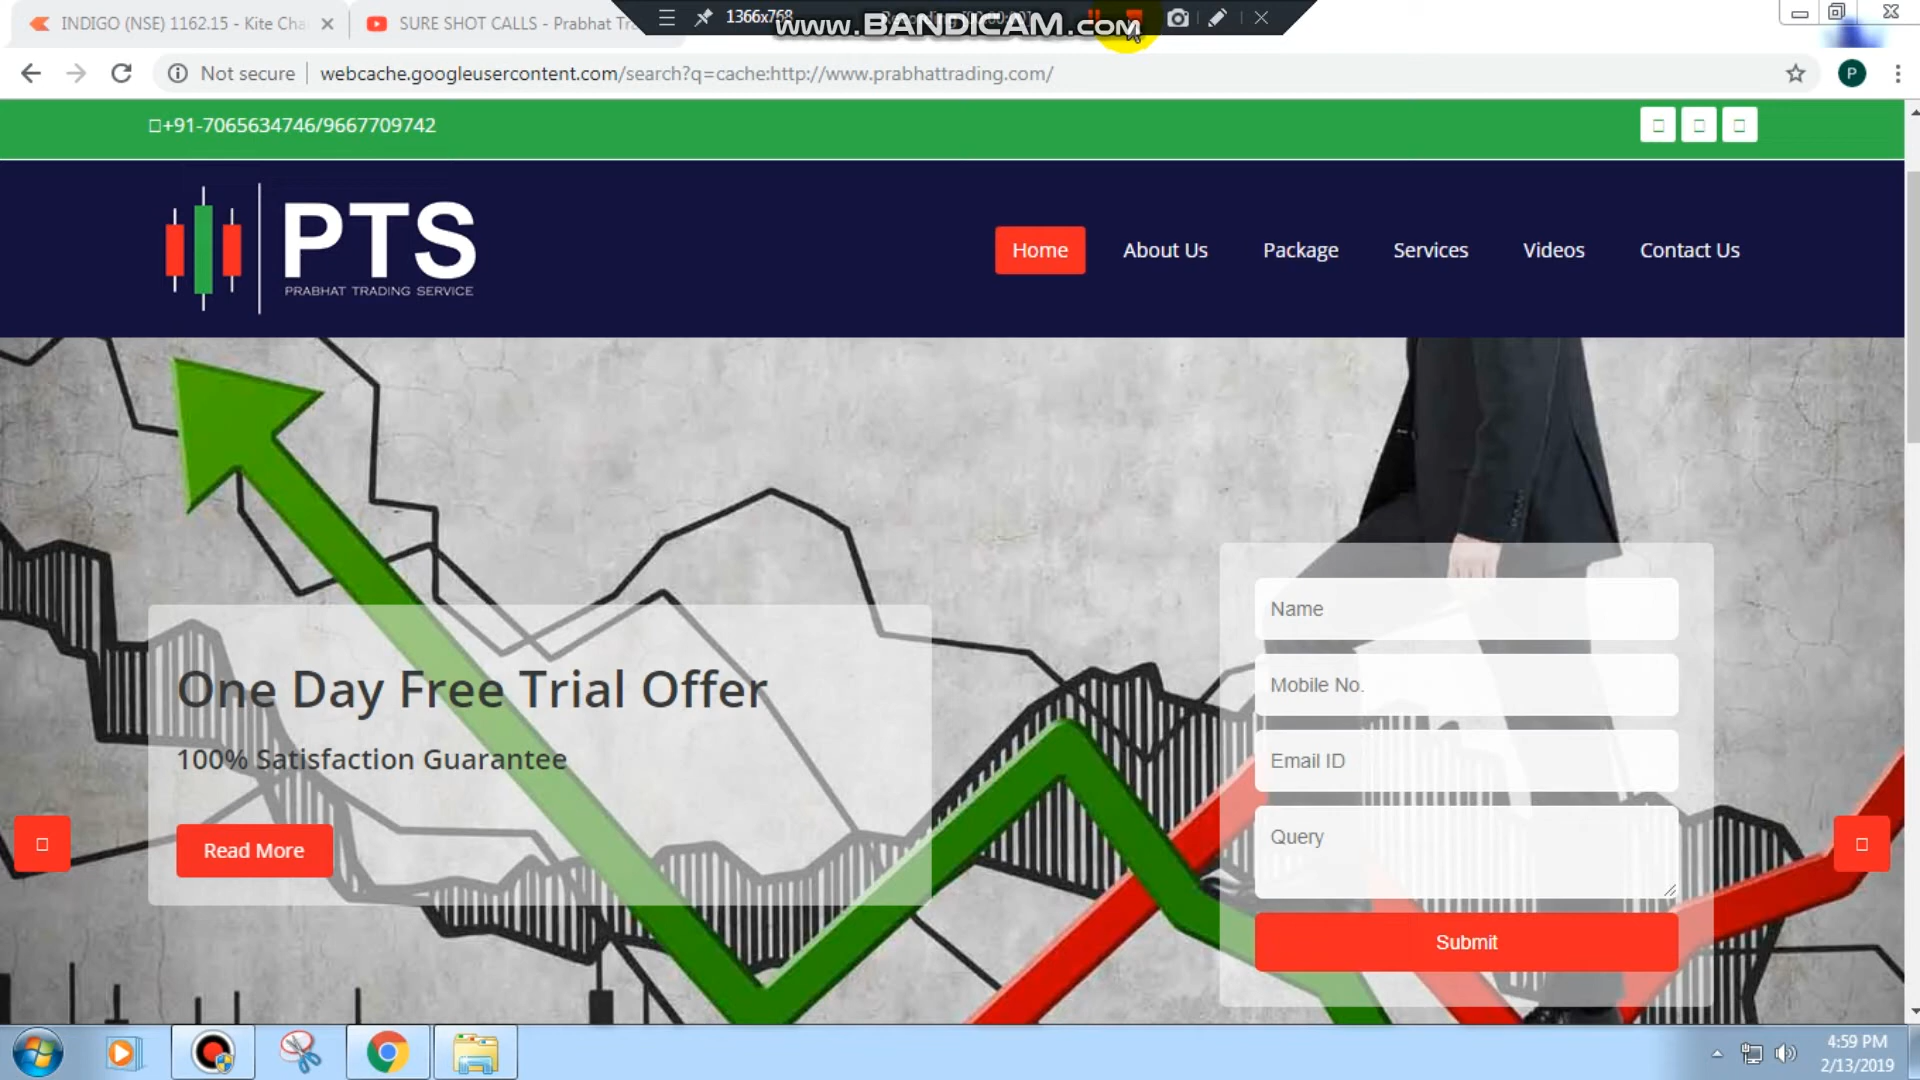 INDIGO (NSE) 1162.15 - Kite Cha
SURE SHOT CALLS - Prabhat Tr
1366x768
www.BANDICAM.com
Not secure
webcache.googleusercontent.com/search?q=cache:http://www.prabhattrading.com/
P
+91-7065634746/9667709742
PTS
PRABHAT TRADING SERVICE
Home
About Us
Package
Services
Videos
Contact Us
One Day Free Trial Offer
100% Satisfaction Guarantee
Read More
Name
Mobile No.
Email ID
Query
Submit
4:59 PM
2/13/2019